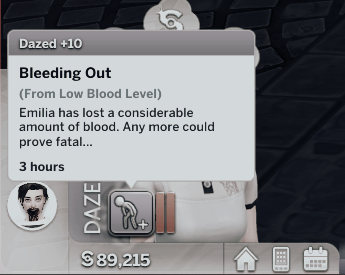 Dazed +10
Bleeding Out
(From Low Blood Level)
Emilia has lost a considerable
amount of blood. Any more could
prove fatal...
3 hours
DAZE
§89,215